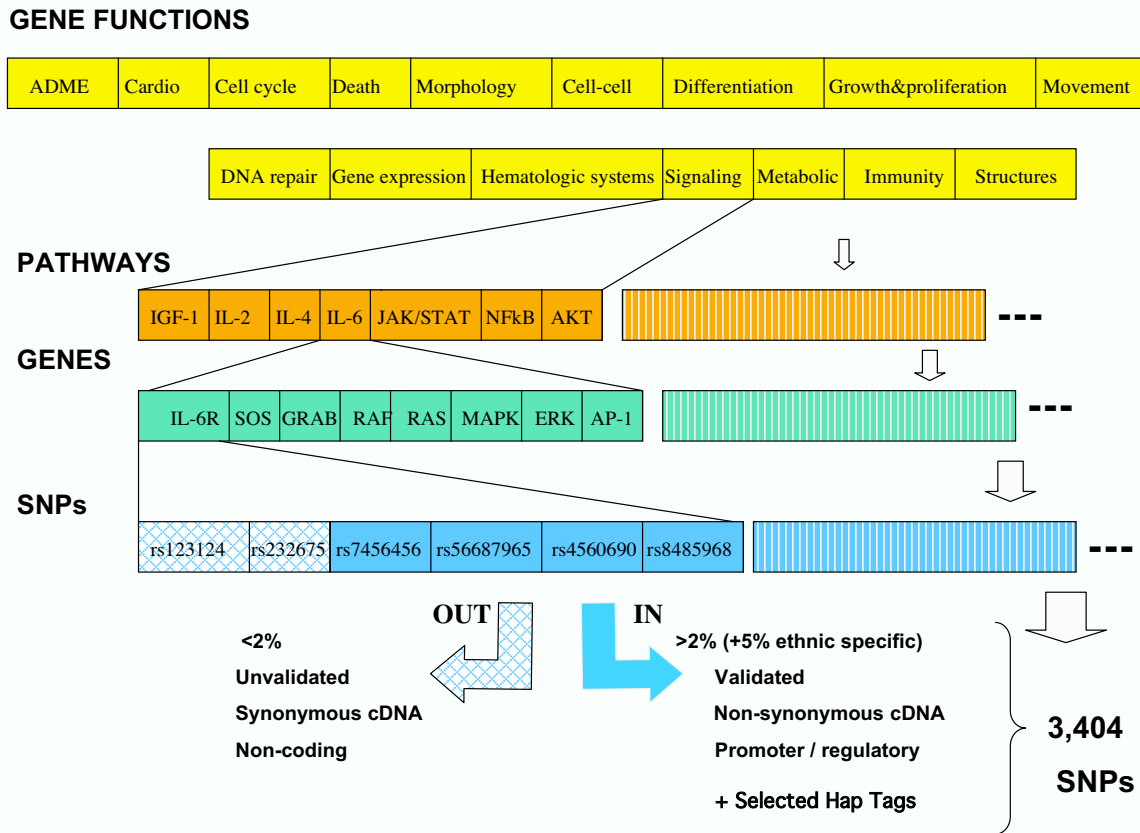 GENE FUNCTIONS
ADME Cardio Cell cycle Death Morphology Cell-cell Differentiation Growth&proliferation Movement
DNA repair Gene expression Hematologic systems Signaling Metabolic Immunity Structures
PATHWAYS
IGF-1 IL-2 IL-4 IL-6 JAK/STAT NFkB AKT ---
GENES
IL-6R SOS GRAB RAF RAS MAPK ERK AP-1 ---
SNPs
rs123124 rs232675 rs7456456 rs56687965 rs4560690 rs8485968 ---
OUT IN
<2% >2% (+5% ethnic specific)
Unvalidated Validated
Synonymous cDNA Non-synonymous cDNA
Non-coding Promoter / regulatory
+ Selected Hap Tags
3,404
SNPs